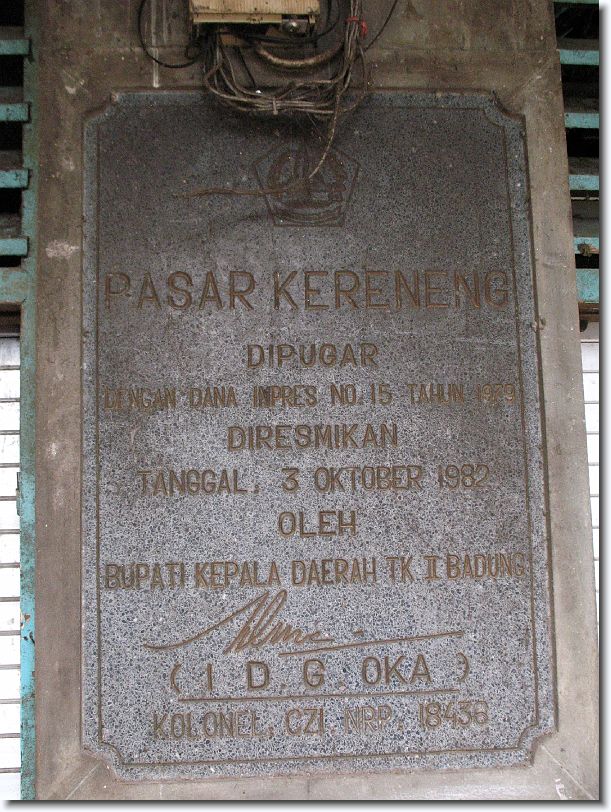 PASAR KERENENG
DIPUGAR
DENGAN DANA INPRES NO. 15 TAHUN 1979
DIRESMIKAN
TANGGAL. 3 OKTOBER 1982
OLEH
BUPATI KEPALA DAERAH TK II BADUNG
( I. D. G. OKA )
KOLONEL, CZI. NRP. 18436